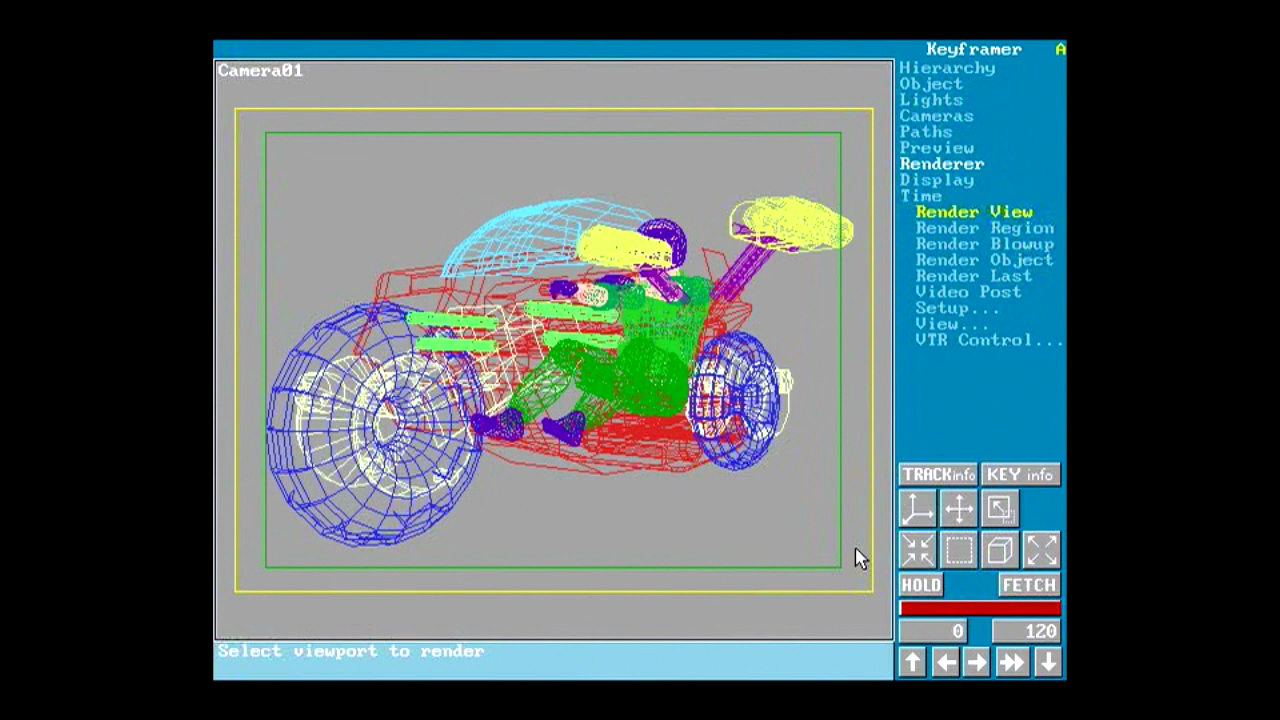 Keyframer A
Camera01
Hierarchy
Object
Lights
Cameras
Paths
Preview
Renderer
Display
Time
Render View
Render Region
Render Blowup
Render Object
Render Last
Video Post
Setup...
View...
VTR Control...
TRACKinfo KEY info
HOLD FETCH
0 120
Select viewport to render